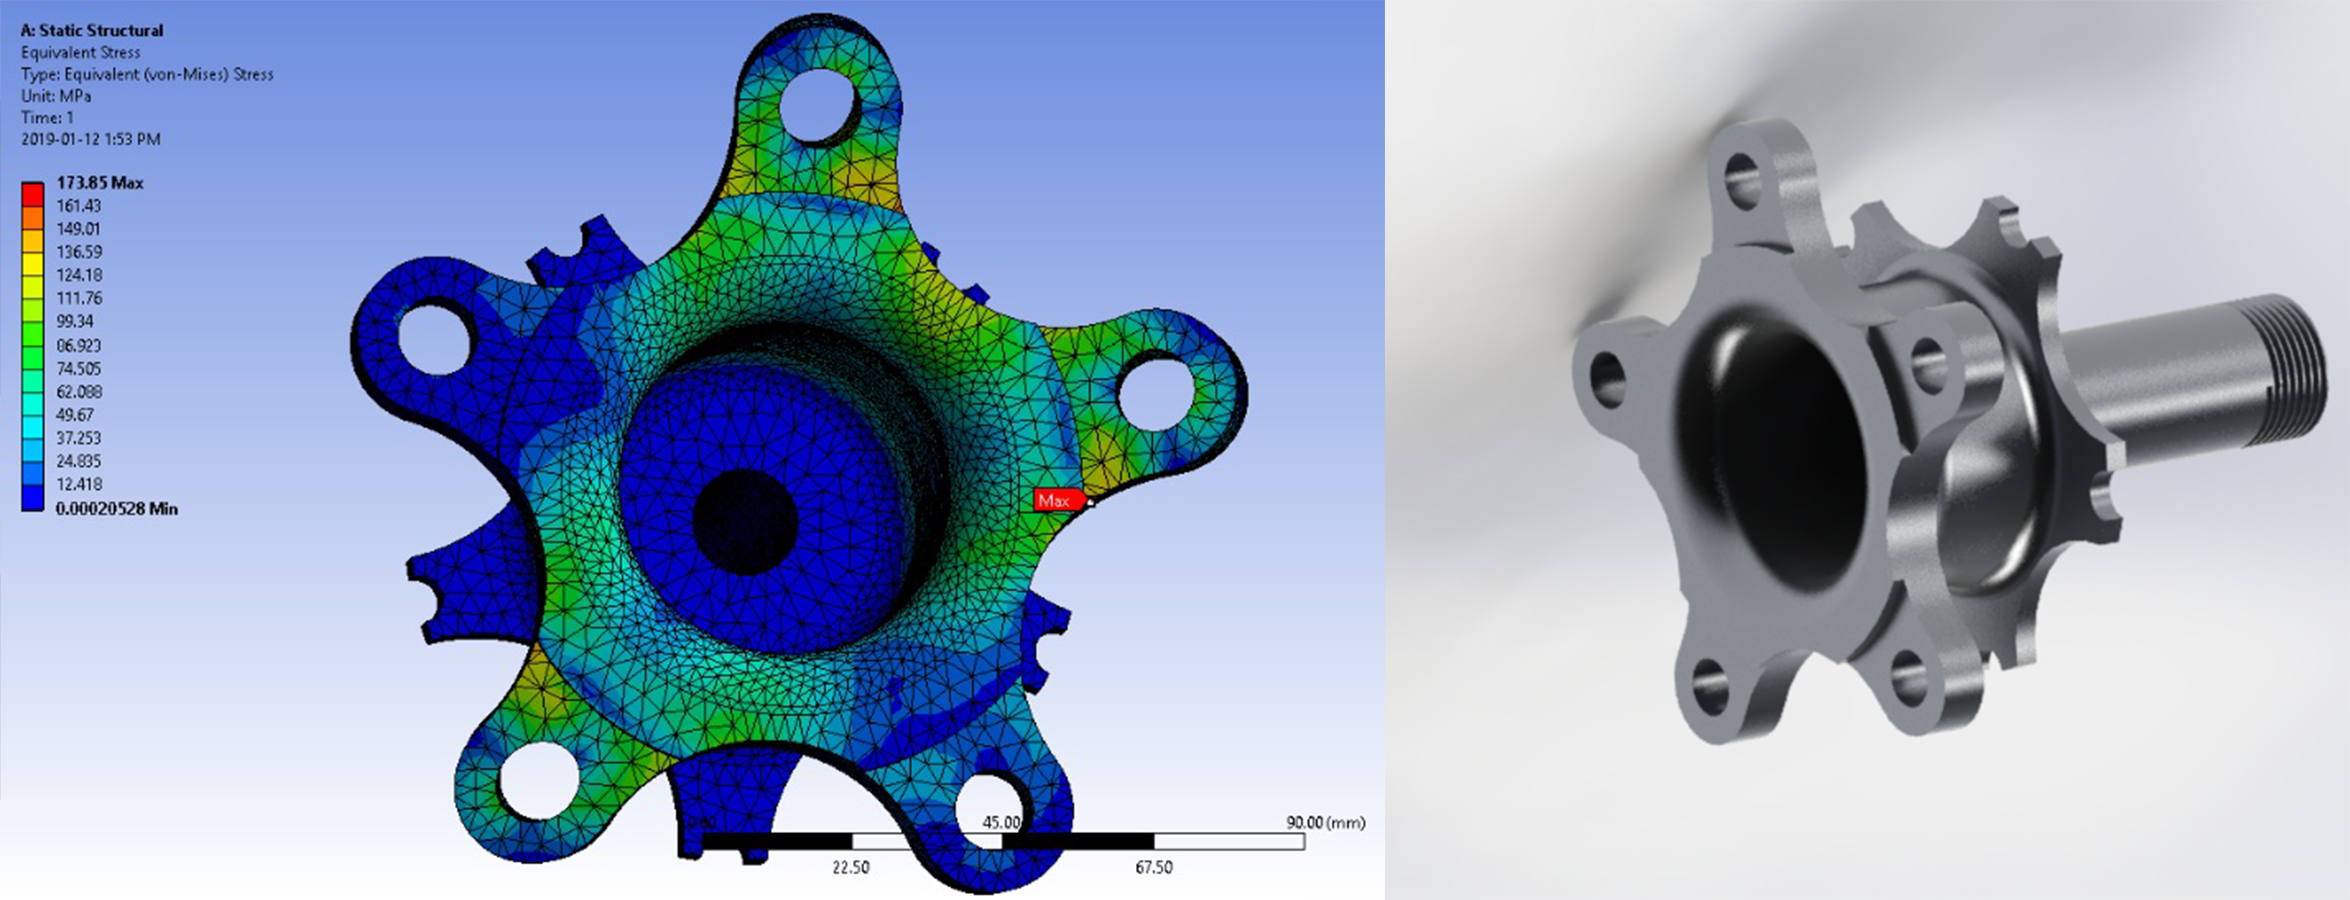 A: Static Structural
Equivalent Stress
Type: Equivalent (von-Mises) Stress
Unit: MPa
Time: 1
2019-01-12 1:53 PM
173.85 Max
161.43
149.01
136.59
124.18
111.76
99.34
86.923
74.505
62.088
49.67
37.253
24.835
12.418
0.00020528 Min
Max
0.00 45.00 90.00 (mm)
22.50 67.50